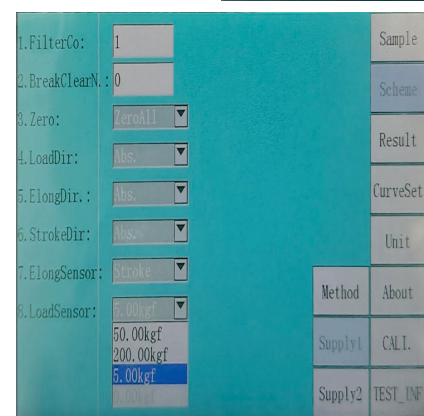 1.FilterCo: 1
2.BreakClearN.: 0
3.Zero: ZeroAll
4.LoadDir: Abs.
5.ElongDir.: Abs.
6.StrokeDir: Abs.
7.ElongSensor: Stroke
8.LoadSensor: 5.00kgf
50.00kgf
200.00kgf
5.00kgf
0.00kgf
Sample
Scheme
Result
CurveSet
Unit
Method About
Supply1 CALI.
Supply2 TEST_INF